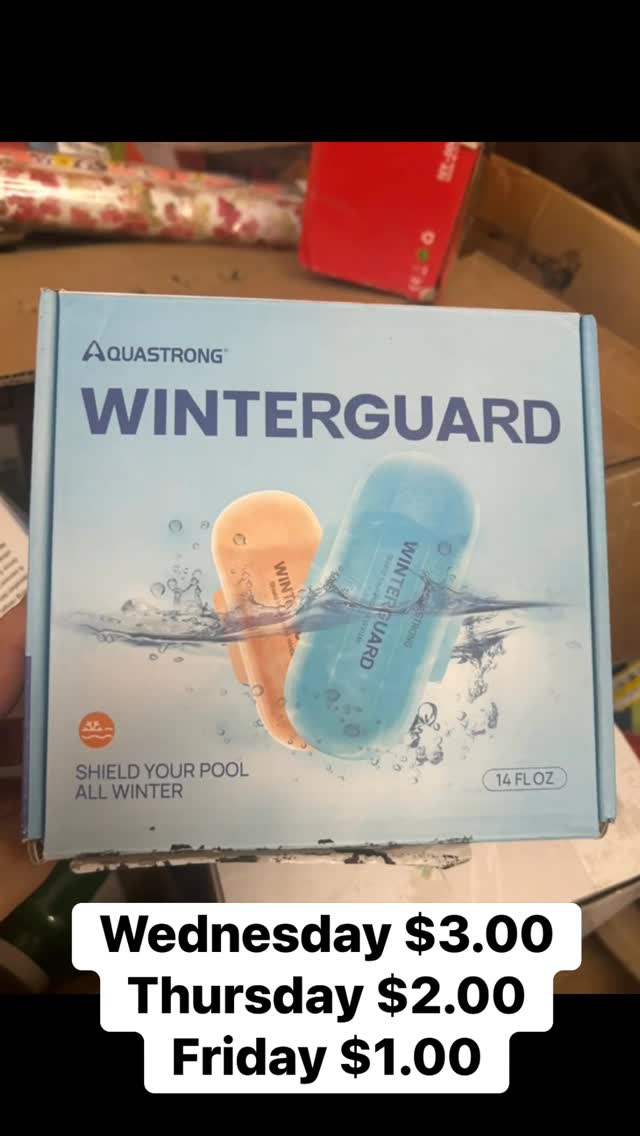 AQUASTRONG®
WINTERGUARD
WINTERGUARD
AQUASTRONG
SHIELD YOUR POOL
ALL WINTER
14 FL OZ
Wednesday $3.00
Thursday $2.00
Friday $1.00